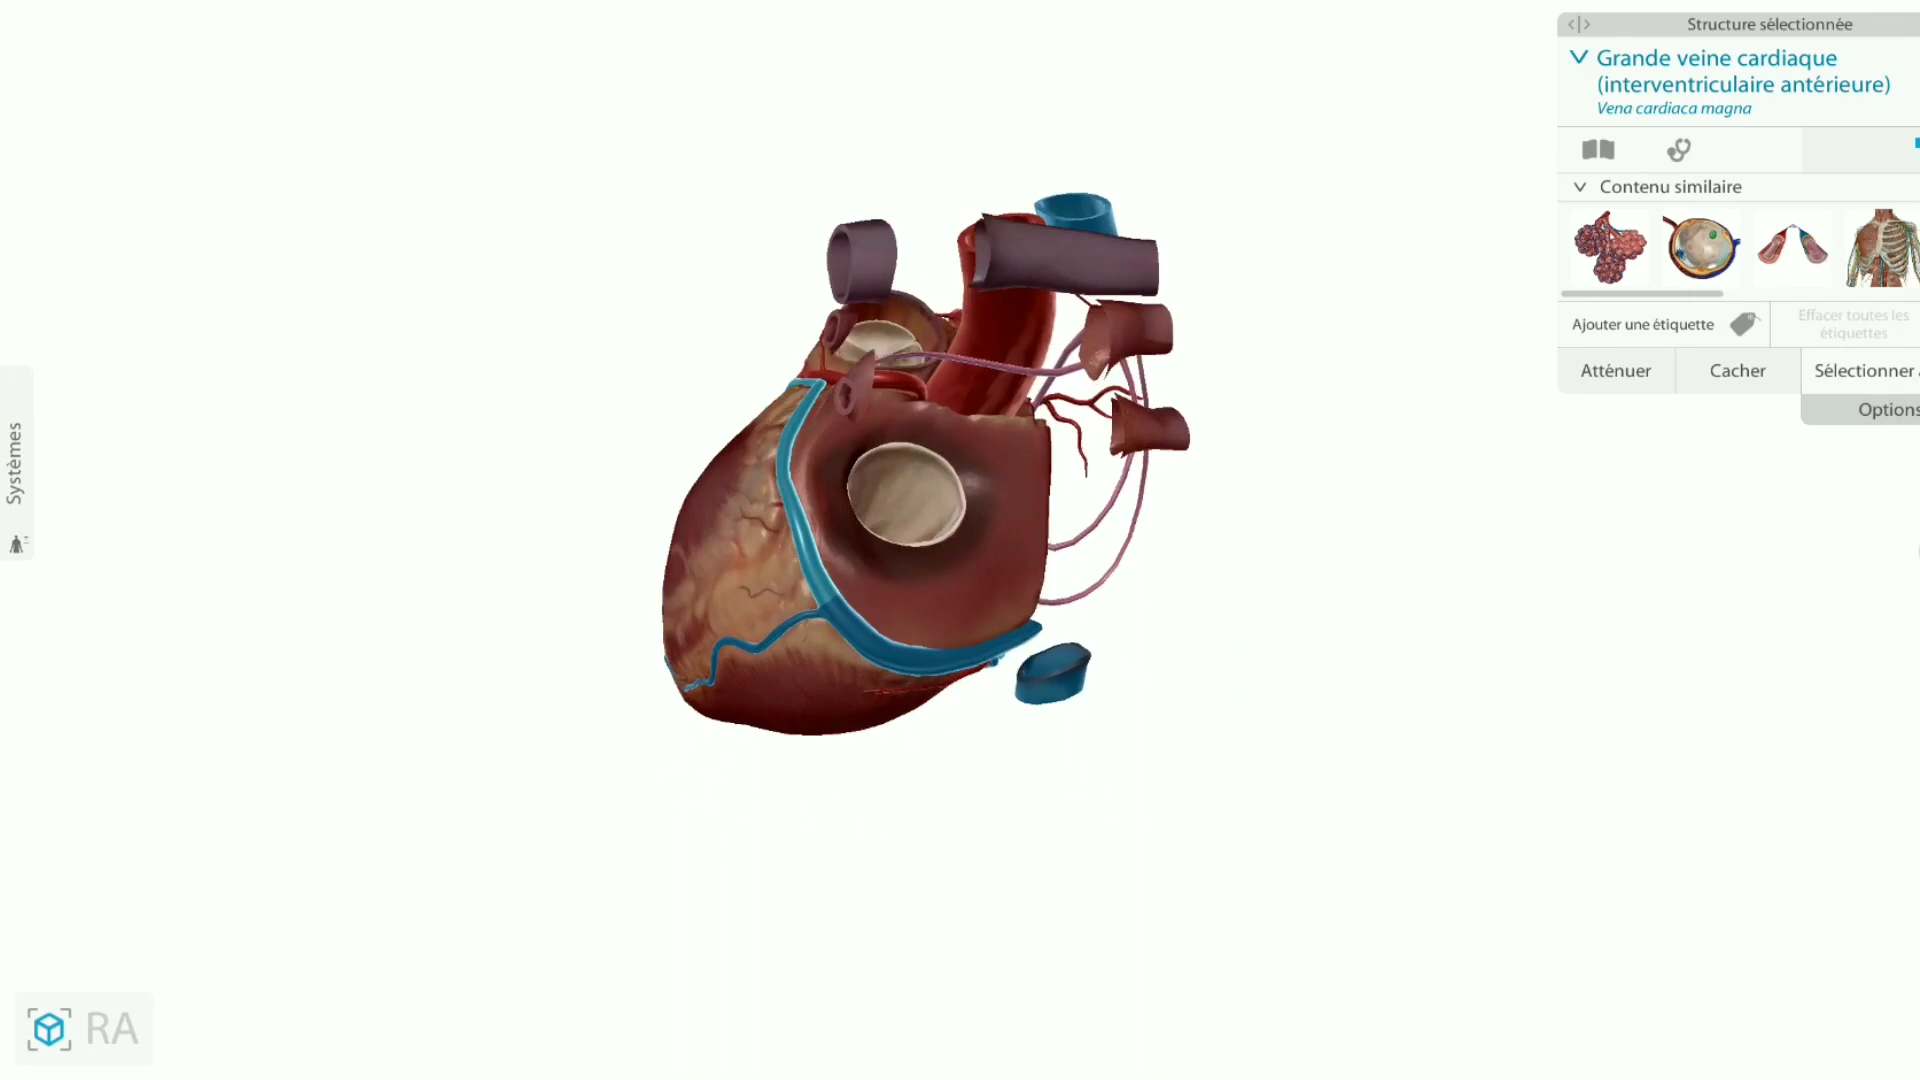 Structure sélectionnée
Grande veine cardiaque
(interventriculaire antérieure)
Vena cardiaca magna
Contenu similaire
Ajouter une étiquette
Effacer toutes les
étiquettes
Atténuer
Cacher
Sélectionner
Options
Systèmes
RA